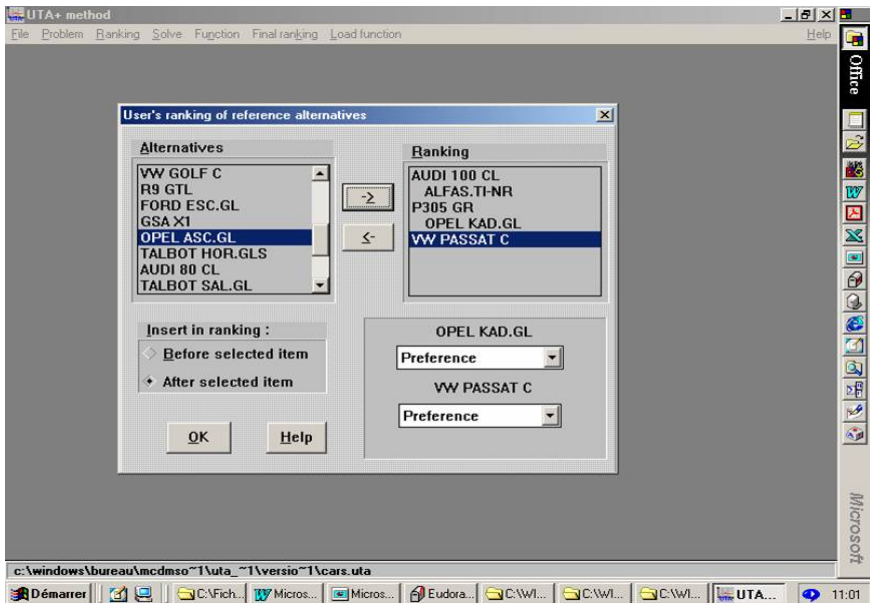 UTA+ method
File Problem Ranking Solve Function Final ranking Load function Help
Office
User's ranking of reference alternatives
Alternatives
VW GOLF C
R9 GTL
FORD ESC.GL
GSA X1
OPEL ASC.GL
TALBOT HOR.GLS
AUDI 80 CL
TALBOT SAL.GL
->
<-
Ranking
AUDI 100 CL
ALFAS.TI-NR
P305 GR
OPEL KAD.GL
VW PASSAT C
Insert in ranking :
Before selected item
After selected item
OK Help
OPEL KAD.GL
Preference
VW PASSAT C
Preference
Microsoft
c:\windows\bureau\mcdmso~1\uta_~1\versio~1\cars.uta
Démarrer C:\Fich... Micros... Micros... Eudora... C:\WI... C:\WI... C:\WI... UTA... 11:01